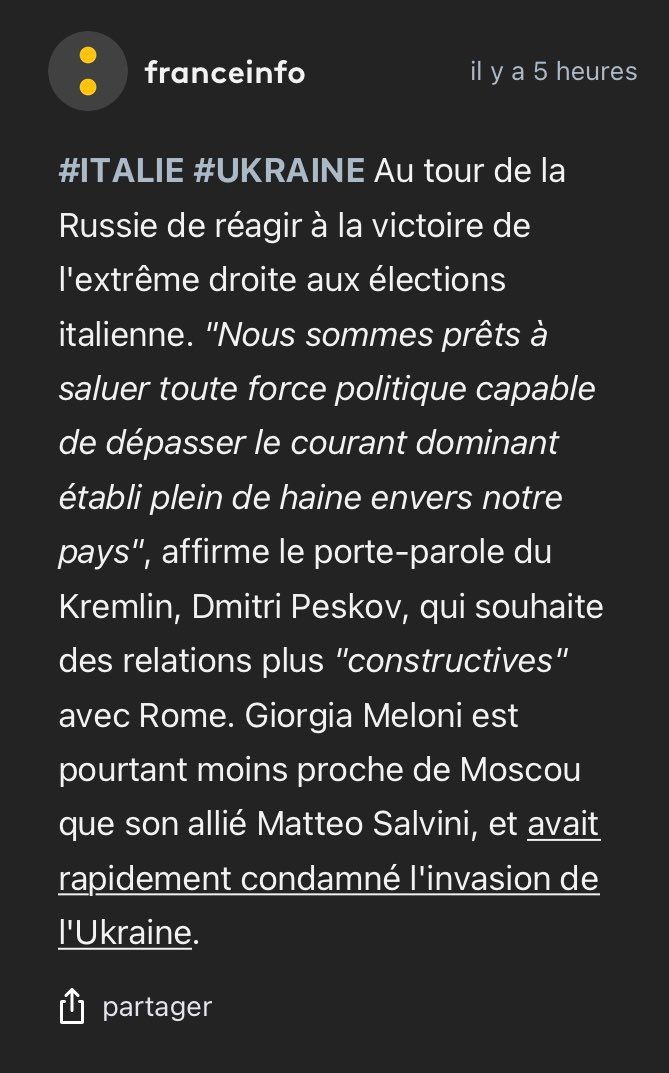 franceinfo
il y a 5 heures
#ITALIE #UKRAINE Au tour de la
Russie de réagir à la victoire de
l'extrême droite aux élections
italienne. "Nous sommes prêts à
saluer toute force politique capable
de dépasser le courant dominant
établi plein de haine envers notre
pays", affirme le porte-parole du
Kremlin, Dmitri Peskov, qui souhaite
des relations plus "constructives"
avec Rome. Giorgia Meloni est
pourtant moins proche de Moscou
que son allié Matteo Salvini, et avait
rapidement condamné l'invasion de
l'Ukraine.
partager